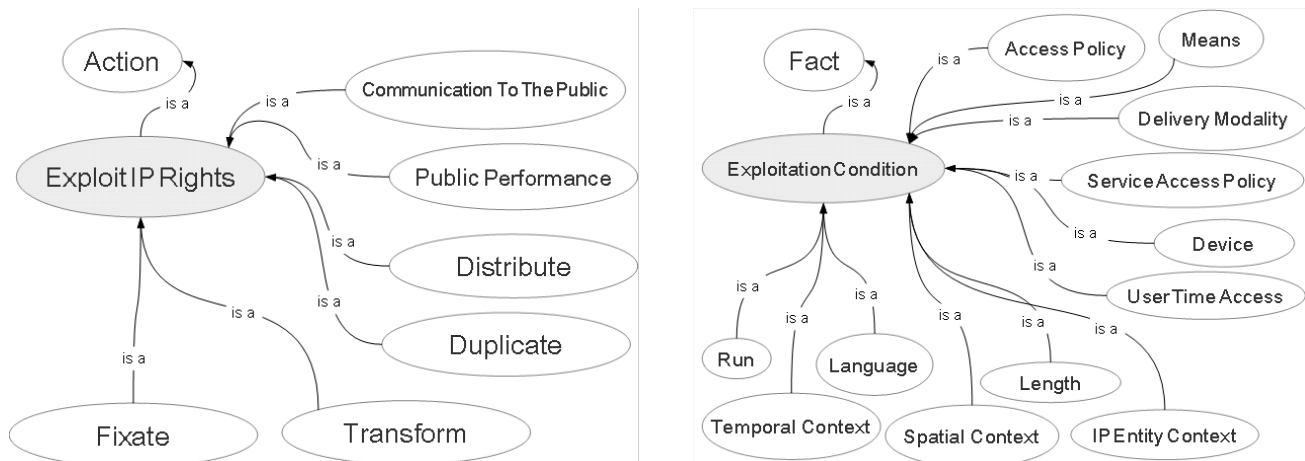 Action
is a
Communication To The Public
is a
Exploit IP Rights
is a
Public Performance
is a
Distribute
is a
Duplicate
is a
Fixate
is a
Transform
Fact
is a
Access Policy
is a
Means
is a
Delivery Modality
is a
Exploitation Condition
Service Access Policy
is a
Device
is a
User Time Access
is a
Run
is a
Temporal Context
is a
Language
is a
Spatial Context
is a
Length
is a
IP Entity Context
is a